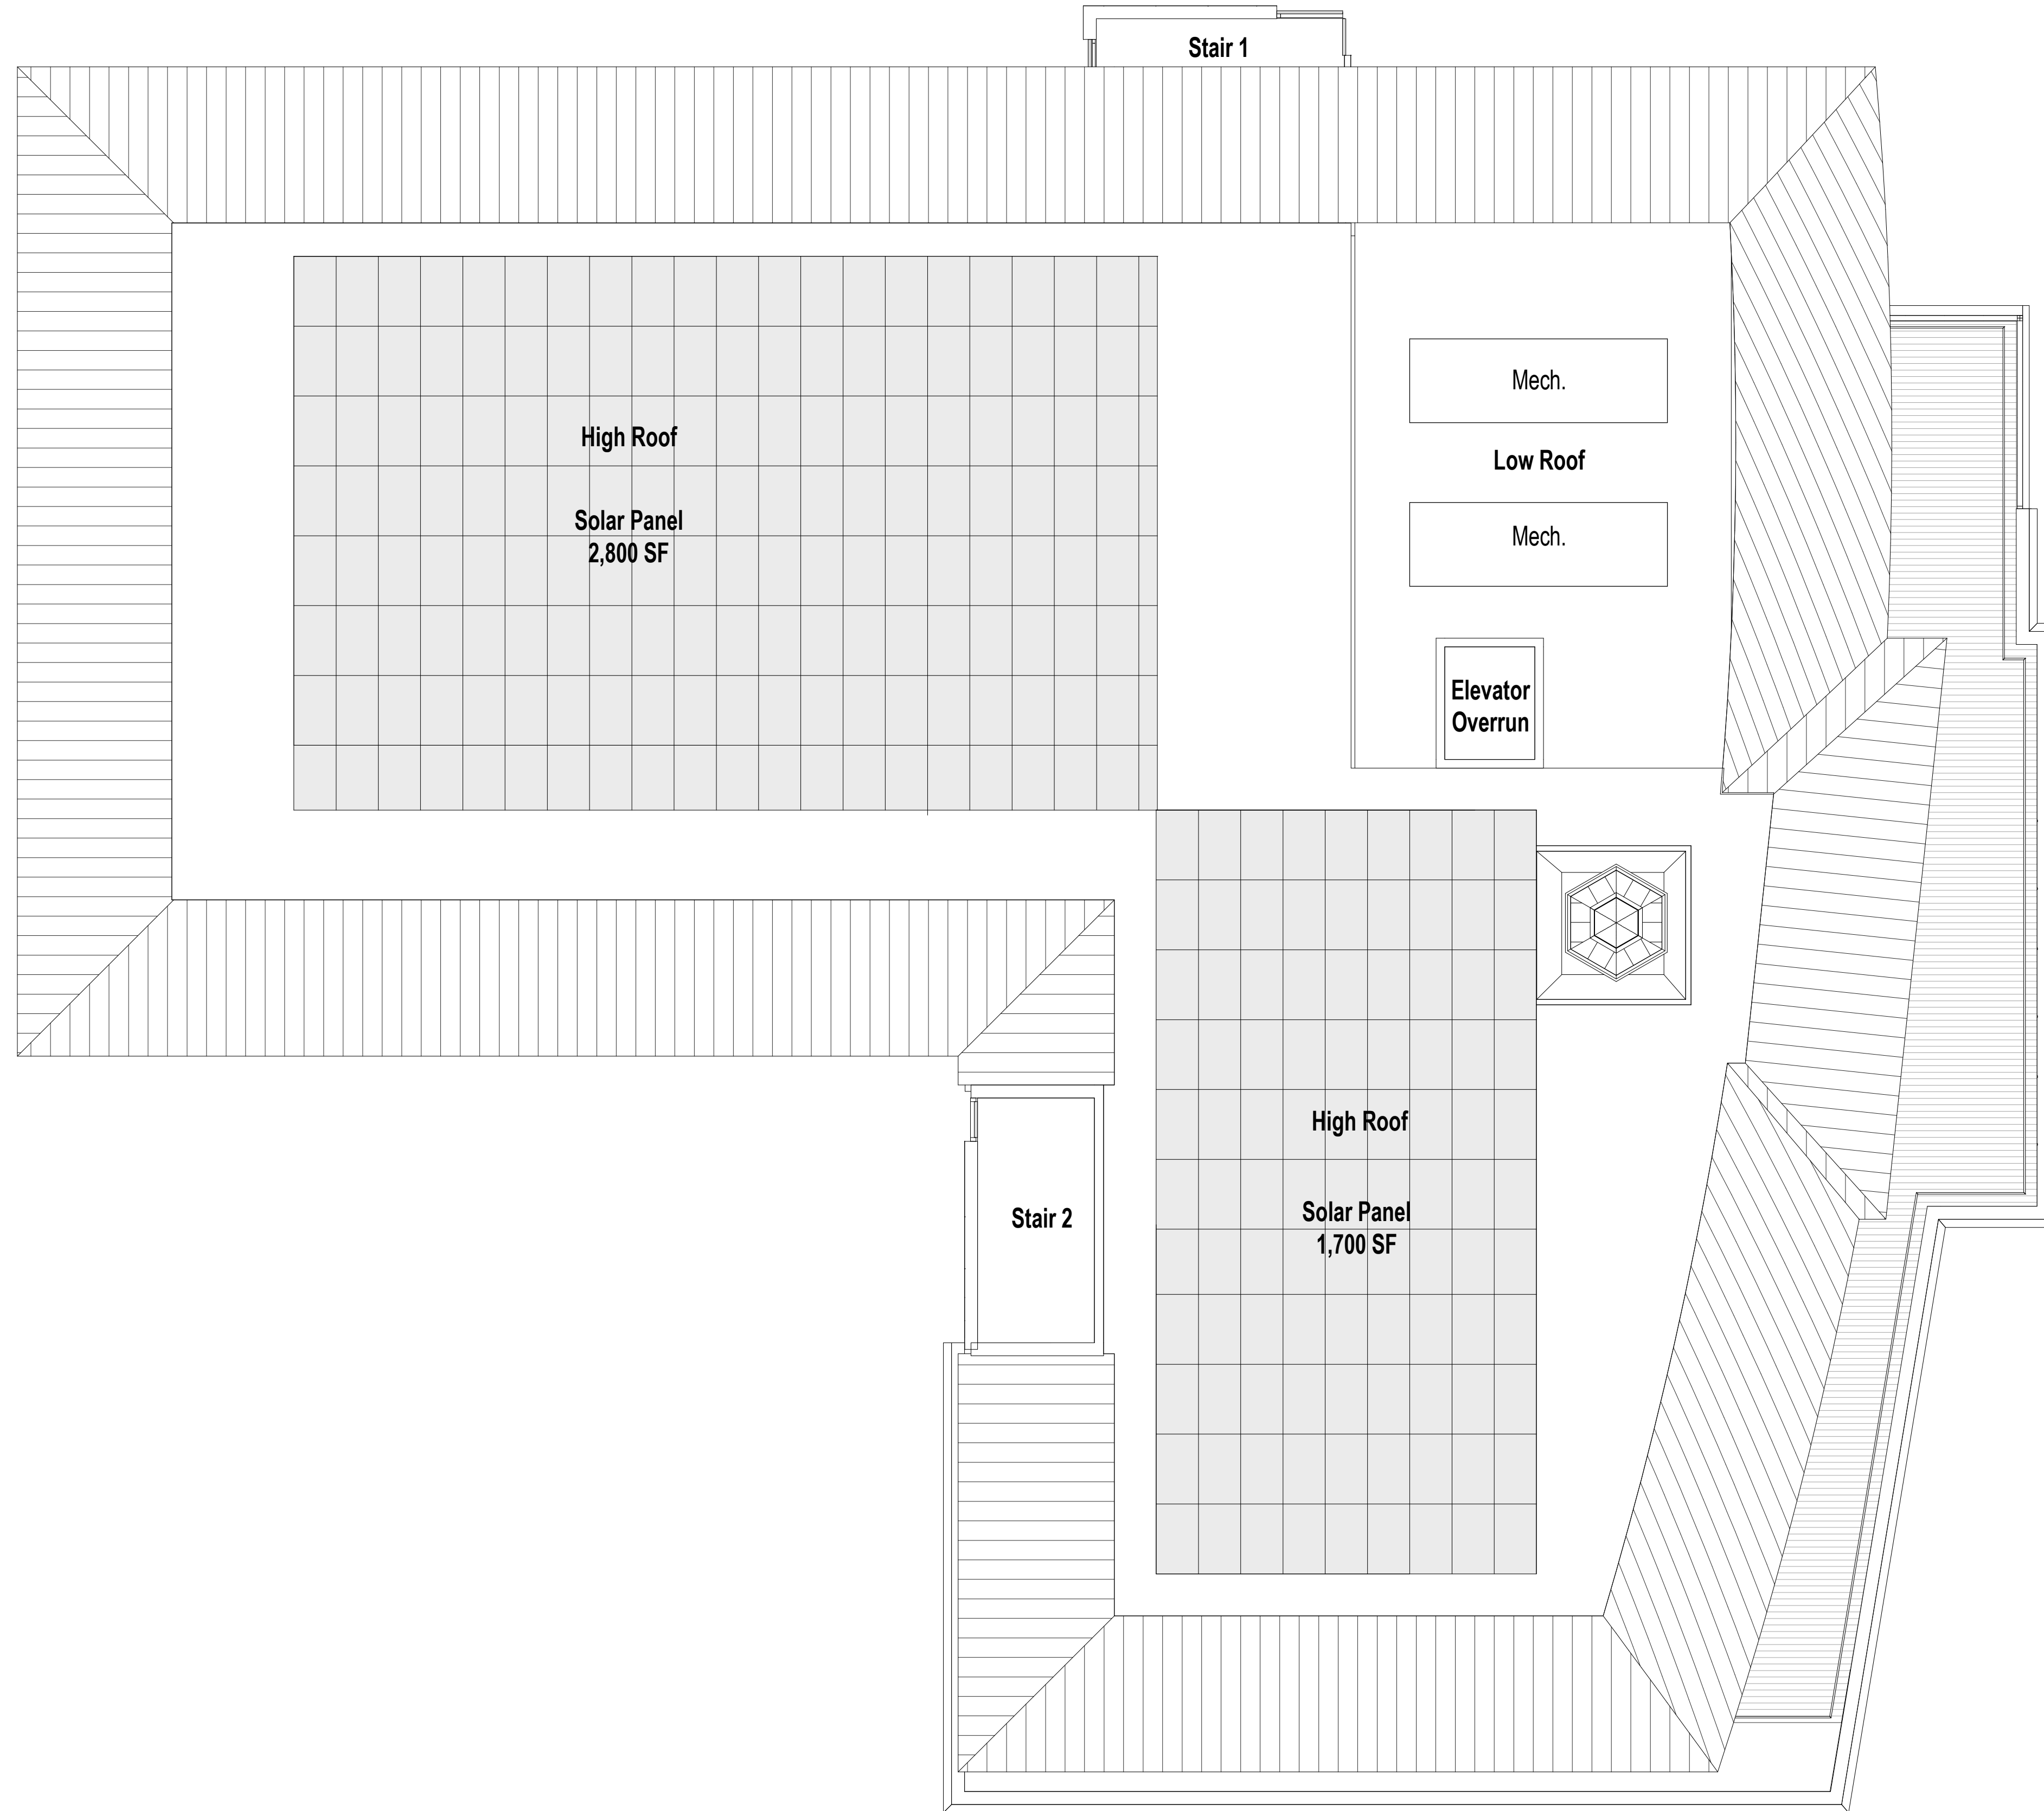 Stair 1
High Roof
Solar Panel
2,800 SF
Mech.
Low Roof
Mech.
Elevator
Overrun
High Roof
Solar Panel
1,700 SF
Stair 2